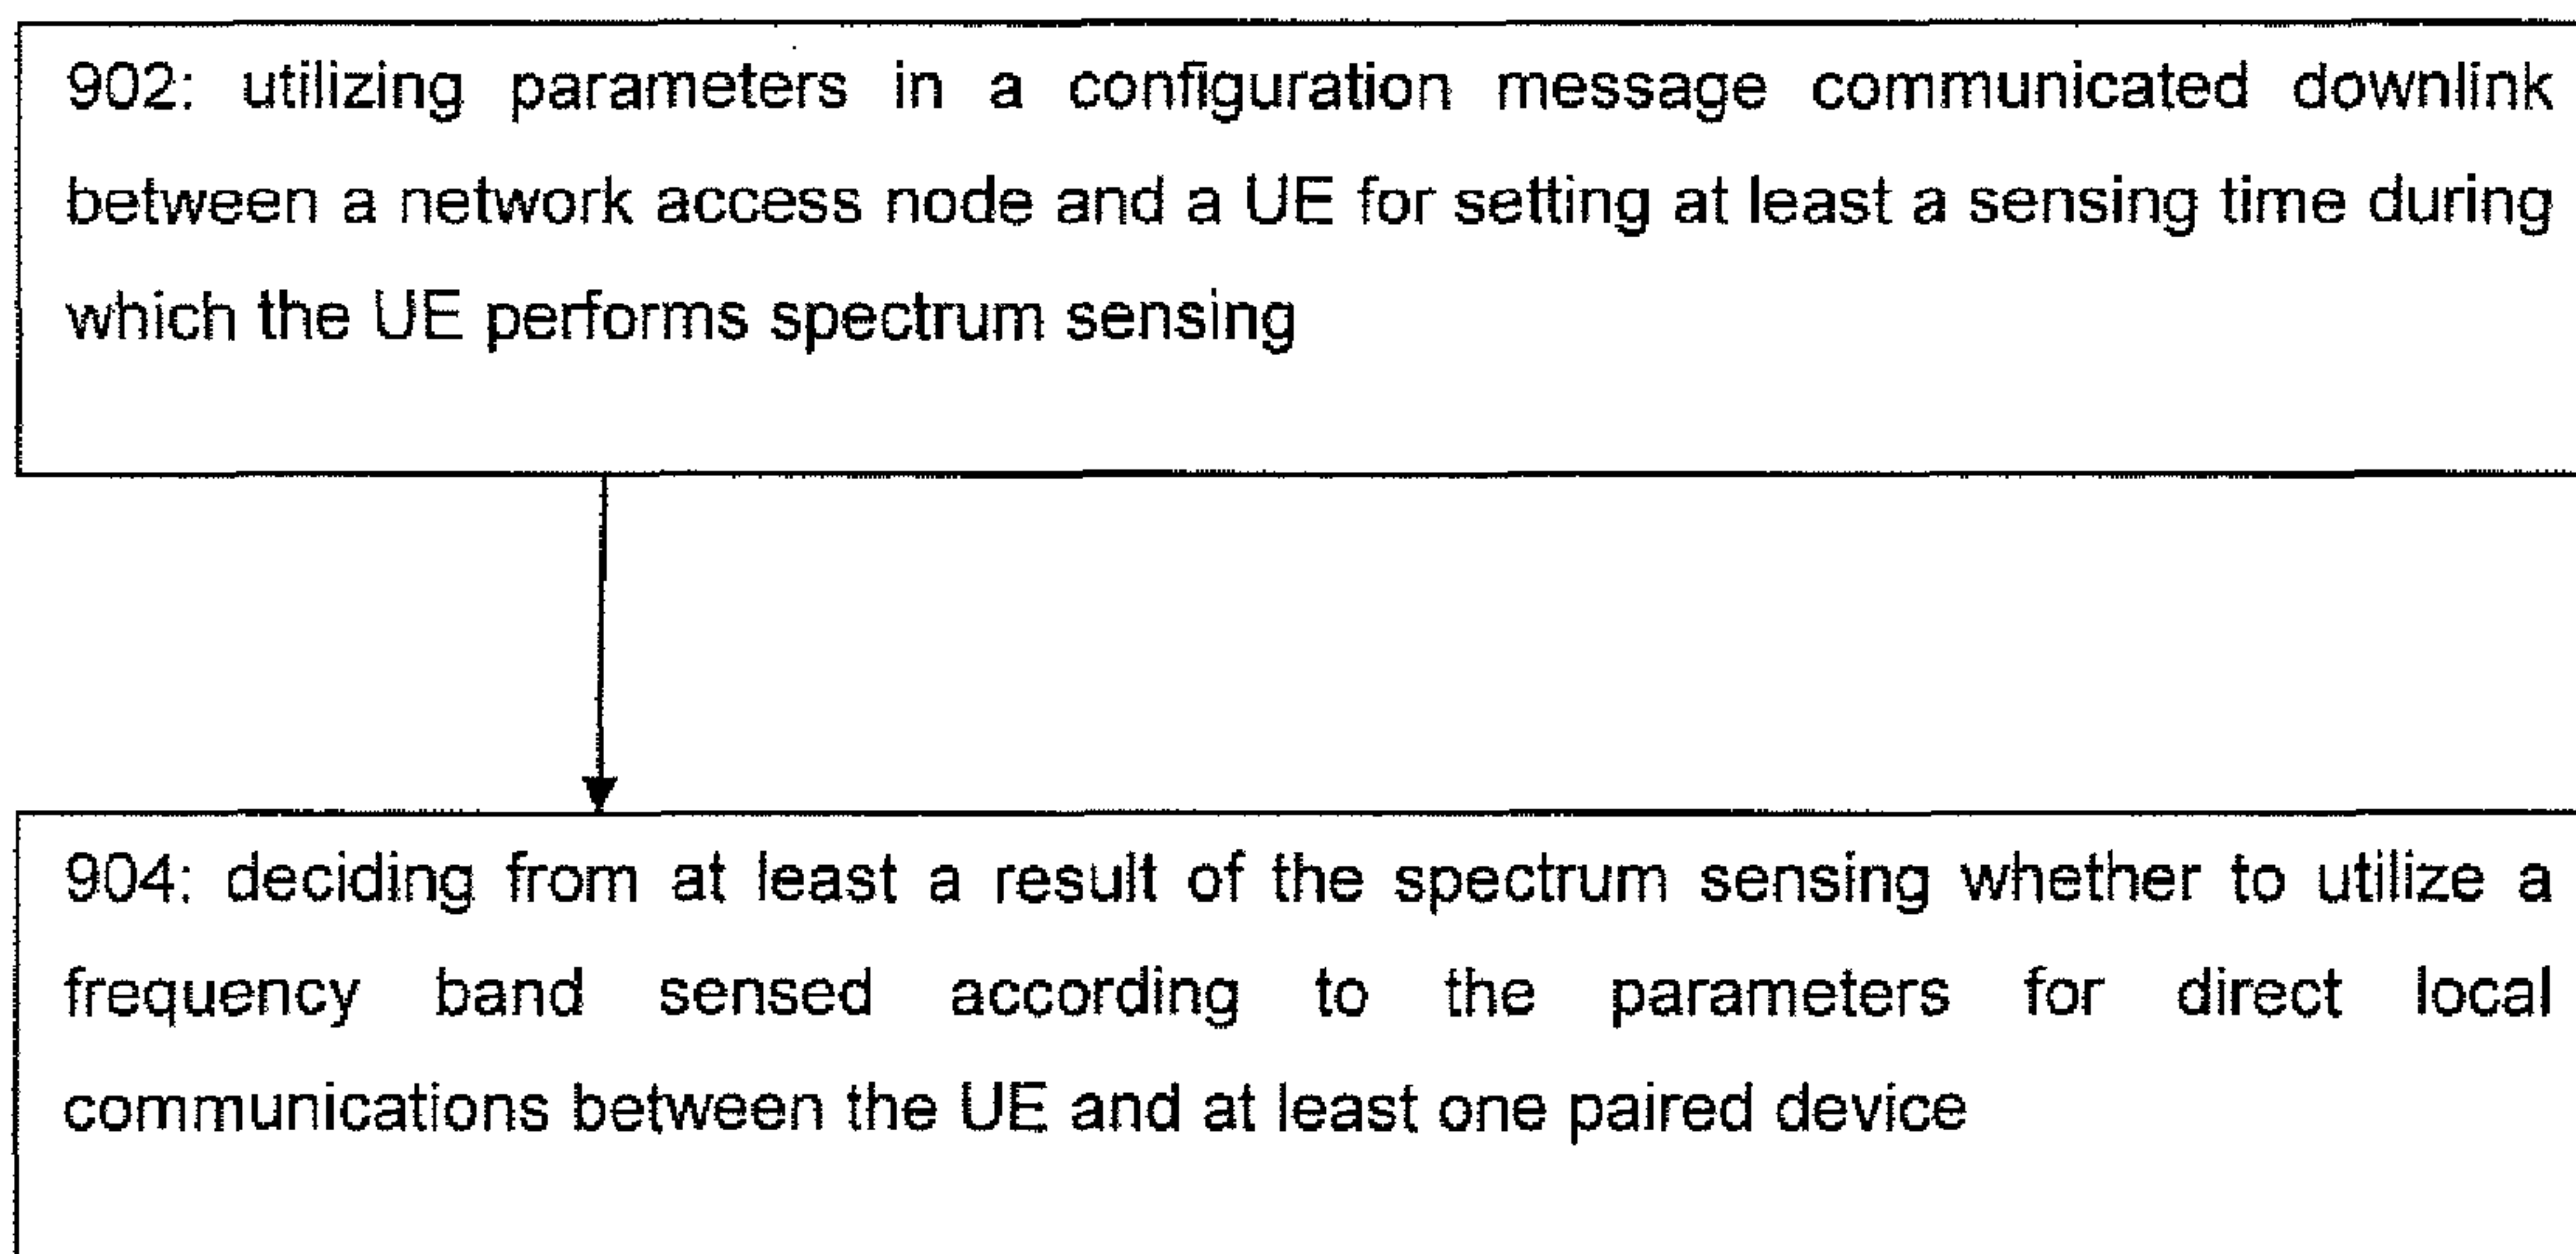 902: utilizing parameters in a configuration message communicated downlink
between a network access node and a UE for setting at least a sensing time during
which the UE performs spectrum sensing
904: deciding from at least a result of the spectrum sensing whether to utilize a
frequency band sensed according to the parameters for direct local
communications between the UE and at least one paired device